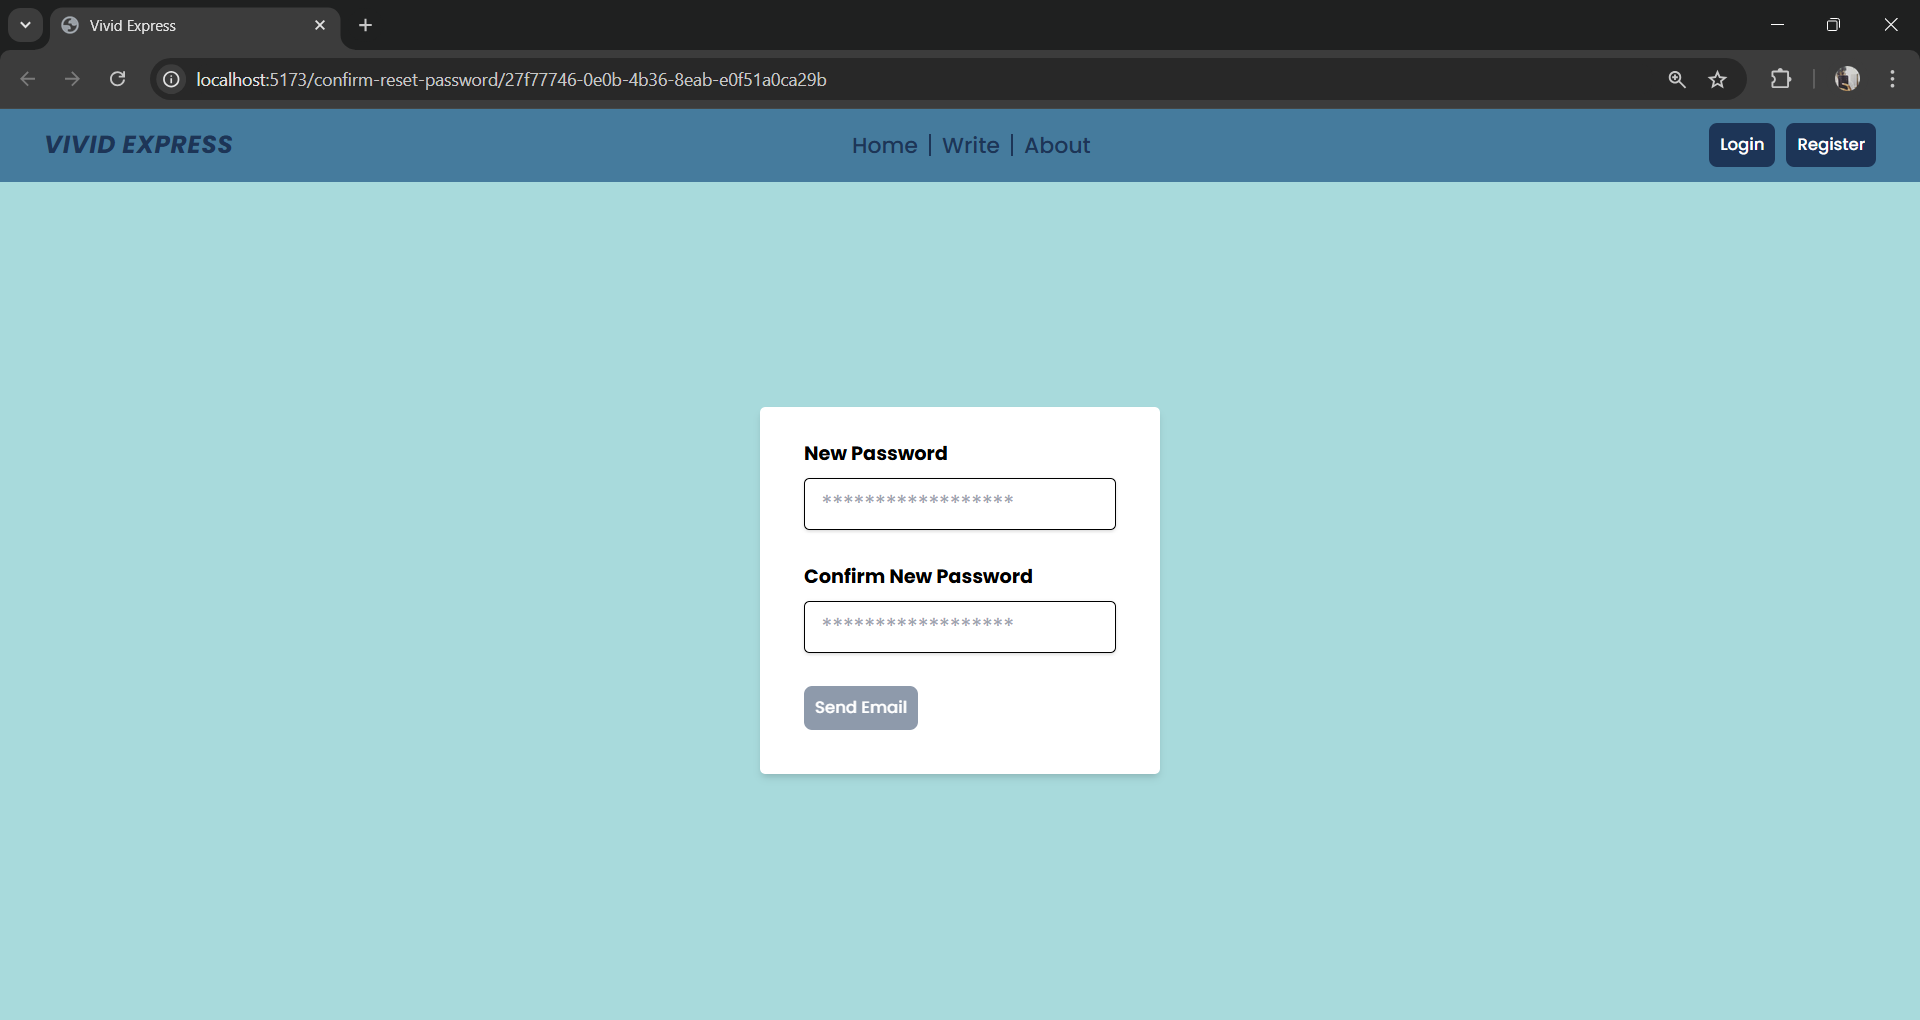 Vivid Express
localhost:5173/confirm-reset-password/27f77746-0e0b-4b36-8eab-e0f51a0ca29b
VIVID EXPRESS
Home | Write | About
Login
Register
New Password
******************
Confirm New Password
******************
Send Email